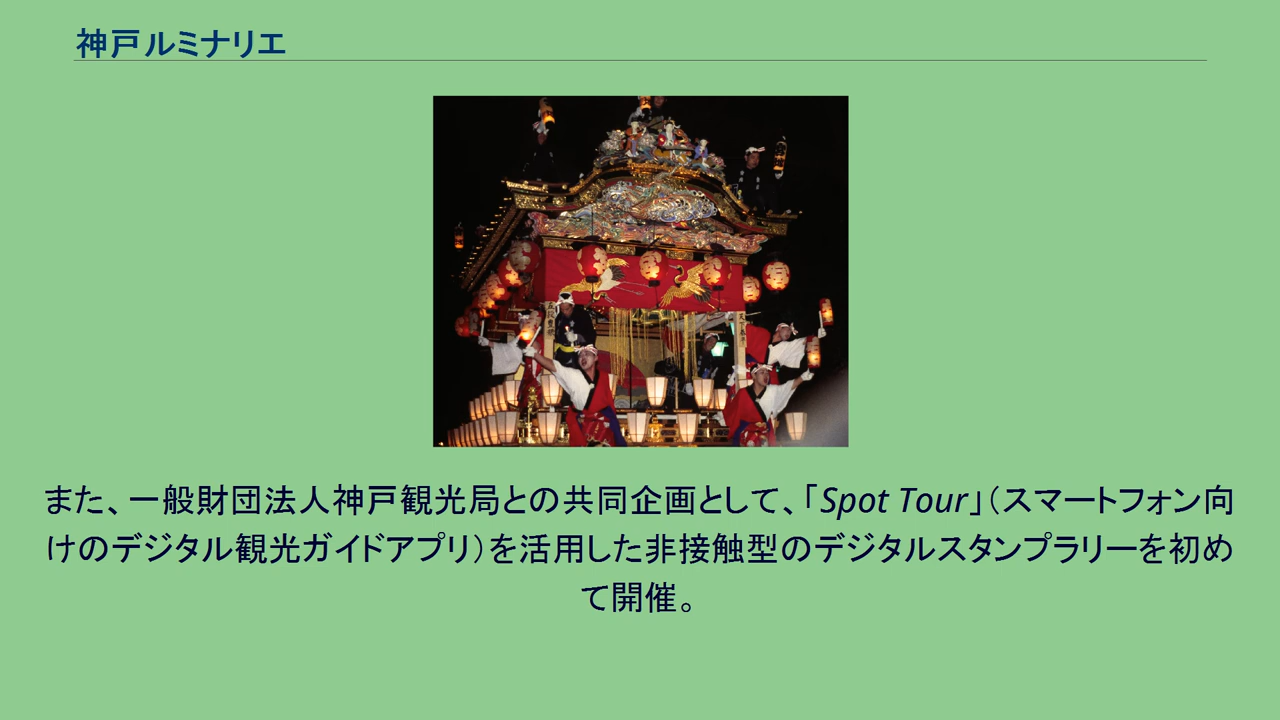 神戸ルミナリエ
また、一般財団法人神戸観光局との共同企画として、「Spot Tour」（スマートフォン向
けのデジタル観光ガイドアプリ）を活用した非接触型のデジタルスタンプラリーを初め
て開催。